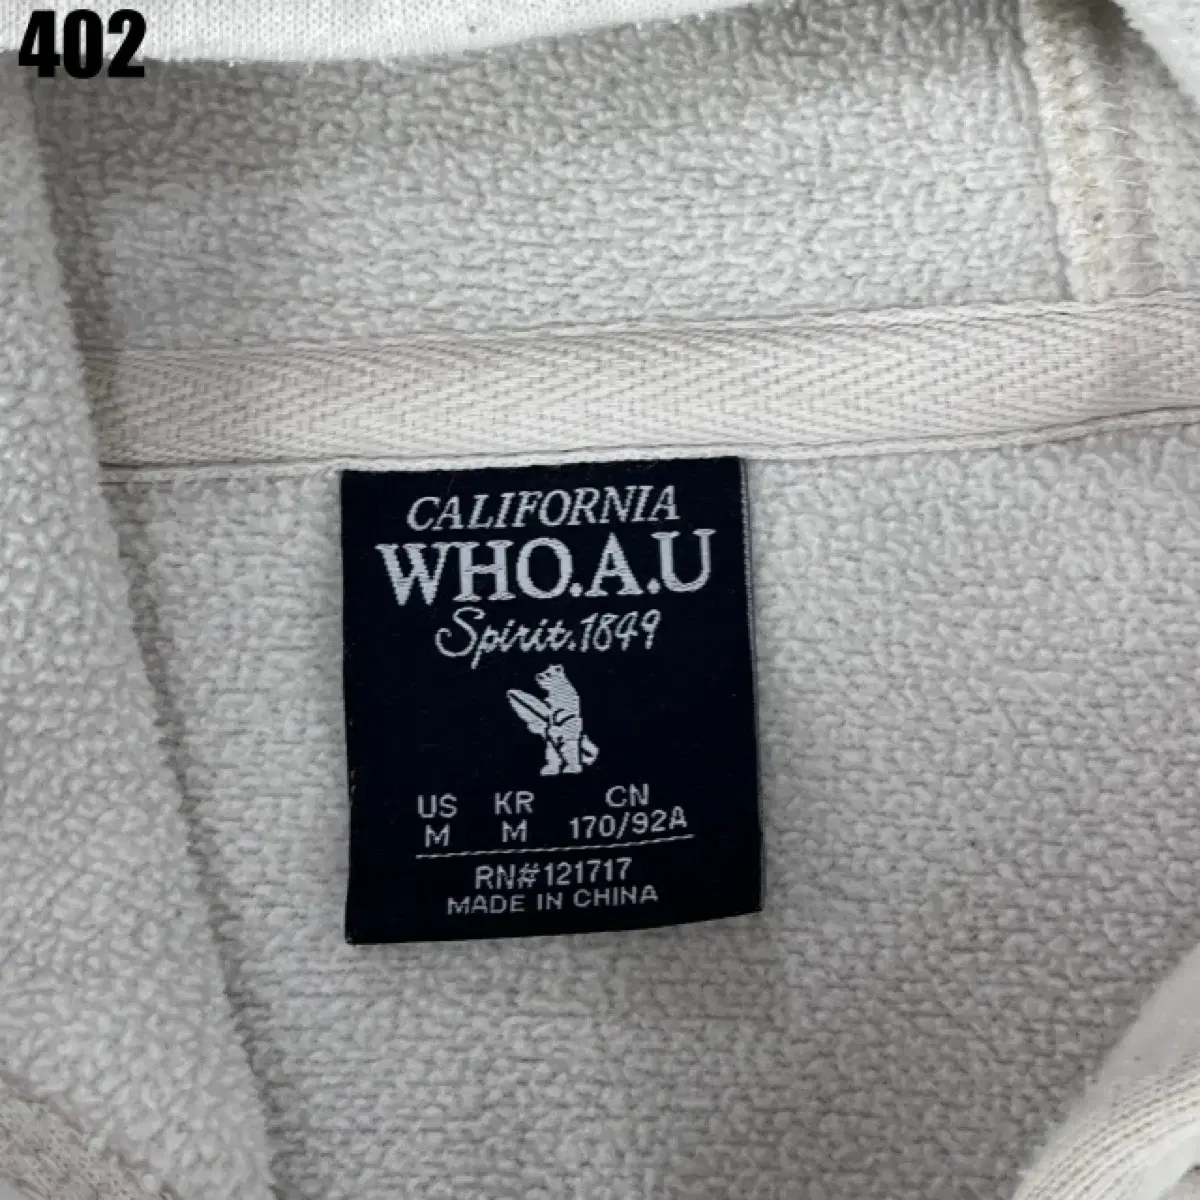 402
CALIFORNIA
WHO.A.U
Spirit.1849
US KR CN
M M 170/92A
RN#121717
MADE IN CHINA